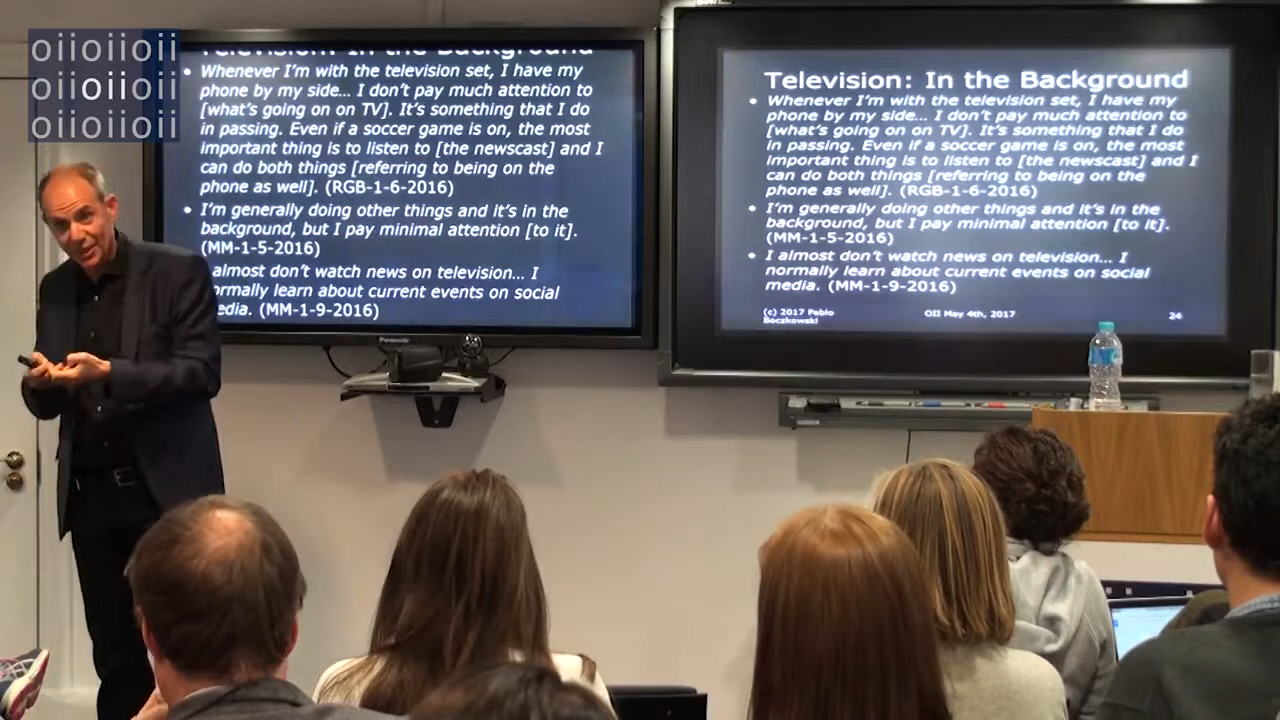 oiioiioii
oiioiioii
oiioiioii
Television: In the Background
• Whenever I'm with the television set, I have my
phone by my side... I don't pay much attention to
[what's going on on TV]. It's something that I do
in passing. Even if a soccer game is on, the most
important thing is to listen to [the newscast] and I
can do both things [referring to being on the
phone as well]. (RGB-1-6-2016)
• I'm generally doing other things and it's in the
background, but I pay minimal attention [to it].
(MM-1-5-2016)
almost don't watch news on television... I
ormally learn about current events on social
edia. (MM-1-9-2016)
Panasonic
Television: In the Background
• Whenever I'm with the television set, I have my
phone by my side... I don't pay much attention to
[what's going on on TV]. It's something that I do
in passing. Even if a soccer game is on, the most
important thing is to listen to [the newscast] and I
can do both things [referring to being on the
phone as well]. (RGB-1-6-2016)
• I'm generally doing other things and it's in the
background, but I pay minimal attention [to it].
(MM-1-5-2016)
• I almost don't watch news on television... I
normally learn about current events on social
media. (MM-1-9-2016)
(c) 2017 Pablo
Boczkowski
OII May 4th, 2017
24